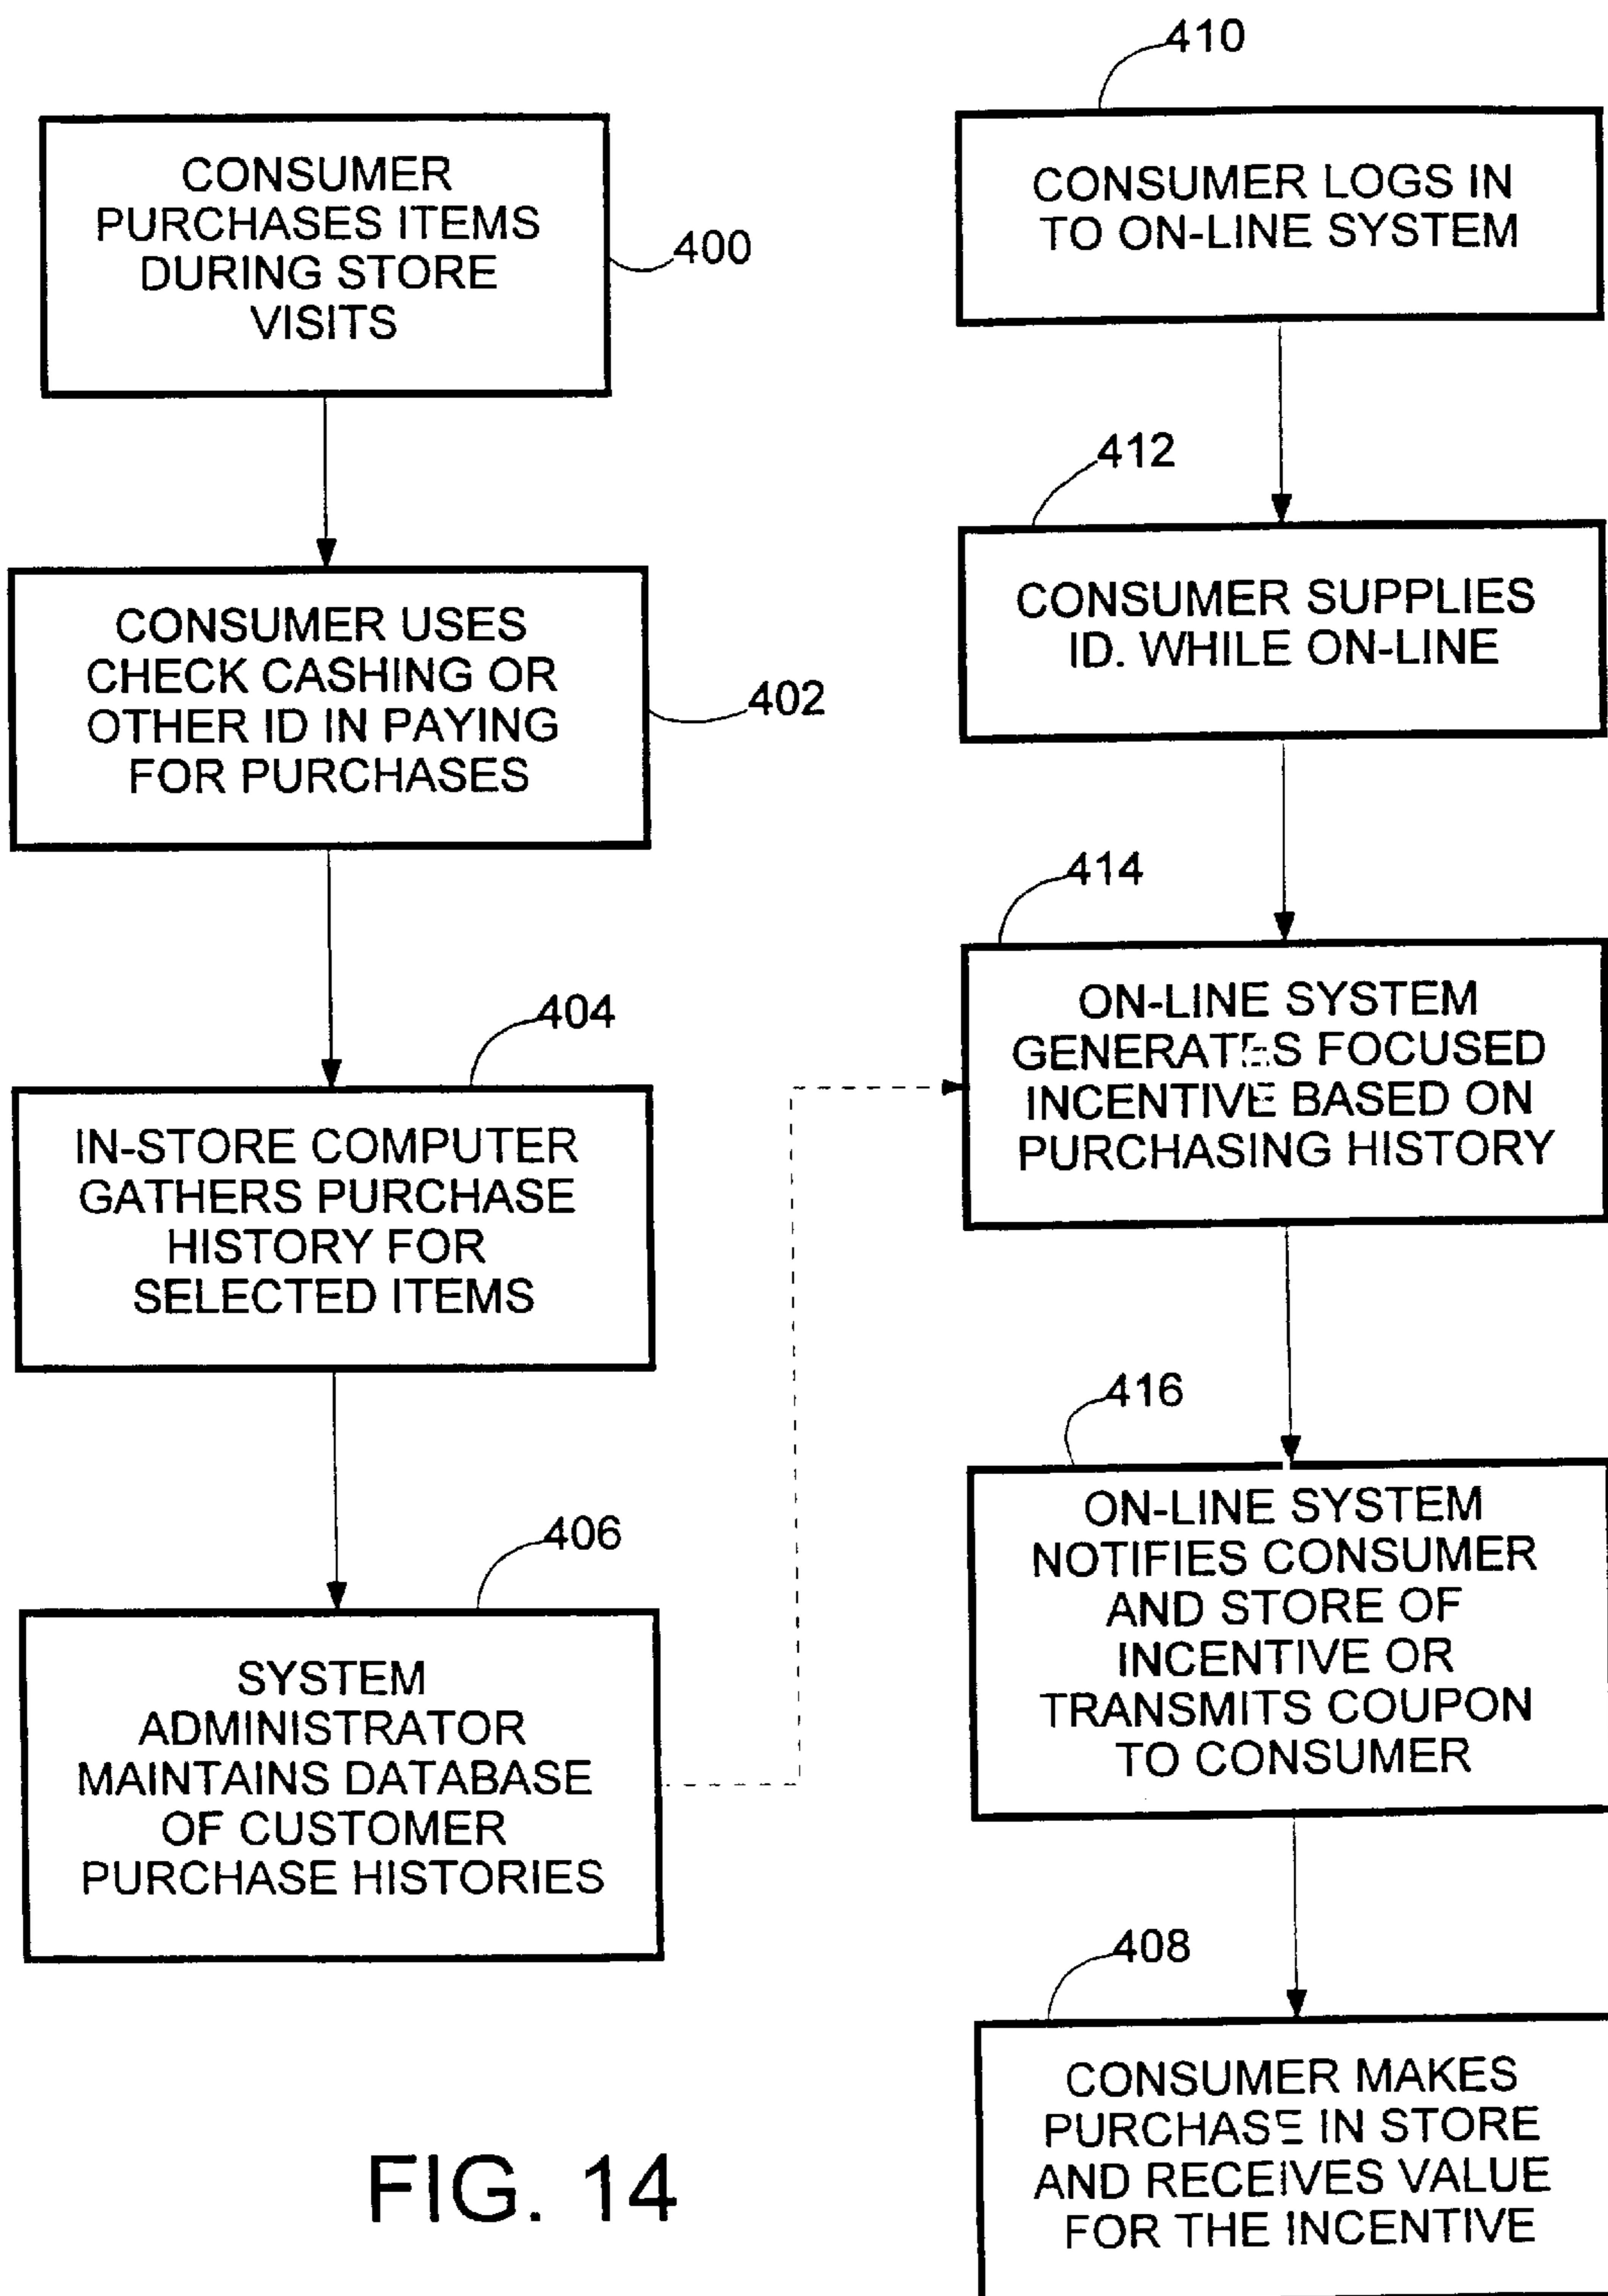 CONSUMER
PURCHASES ITEMS
DURING STORE
VISITS
400
CONSUMER USES
CHECK CASHING OR
OTHER ID IN PAYING
FOR PURCHASES
402
404
IN-STORE COMPUTER
GATHERS PURCHASE
HISTORY FOR
SELECTED ITEMS
406
SYSTEM
ADMINISTRATOR
MAINTAINS DATABASE
OF CUSTOMER
PURCHASE HISTORIES
410
CONSUMER LOGS IN
TO ON-LINE SYSTEM
412
CONSUMER SUPPLIES
ID. WHILE ON-LINE
414
ON-LINE SYSTEM
GENERATES FOCUSED
INCENTIVE BASED ON
PURCHASING HISTORY
416
ON-LINE SYSTEM
NOTIFIES CONSUMER
AND STORE OF
INCENTIVE OR
TRANSMITS COUPON
TO CONSUMER
408
CONSUMER MAKES
PURCHASE IN STORE
AND RECEIVES VALUE
FOR THE INCENTIVE
FIG. 14